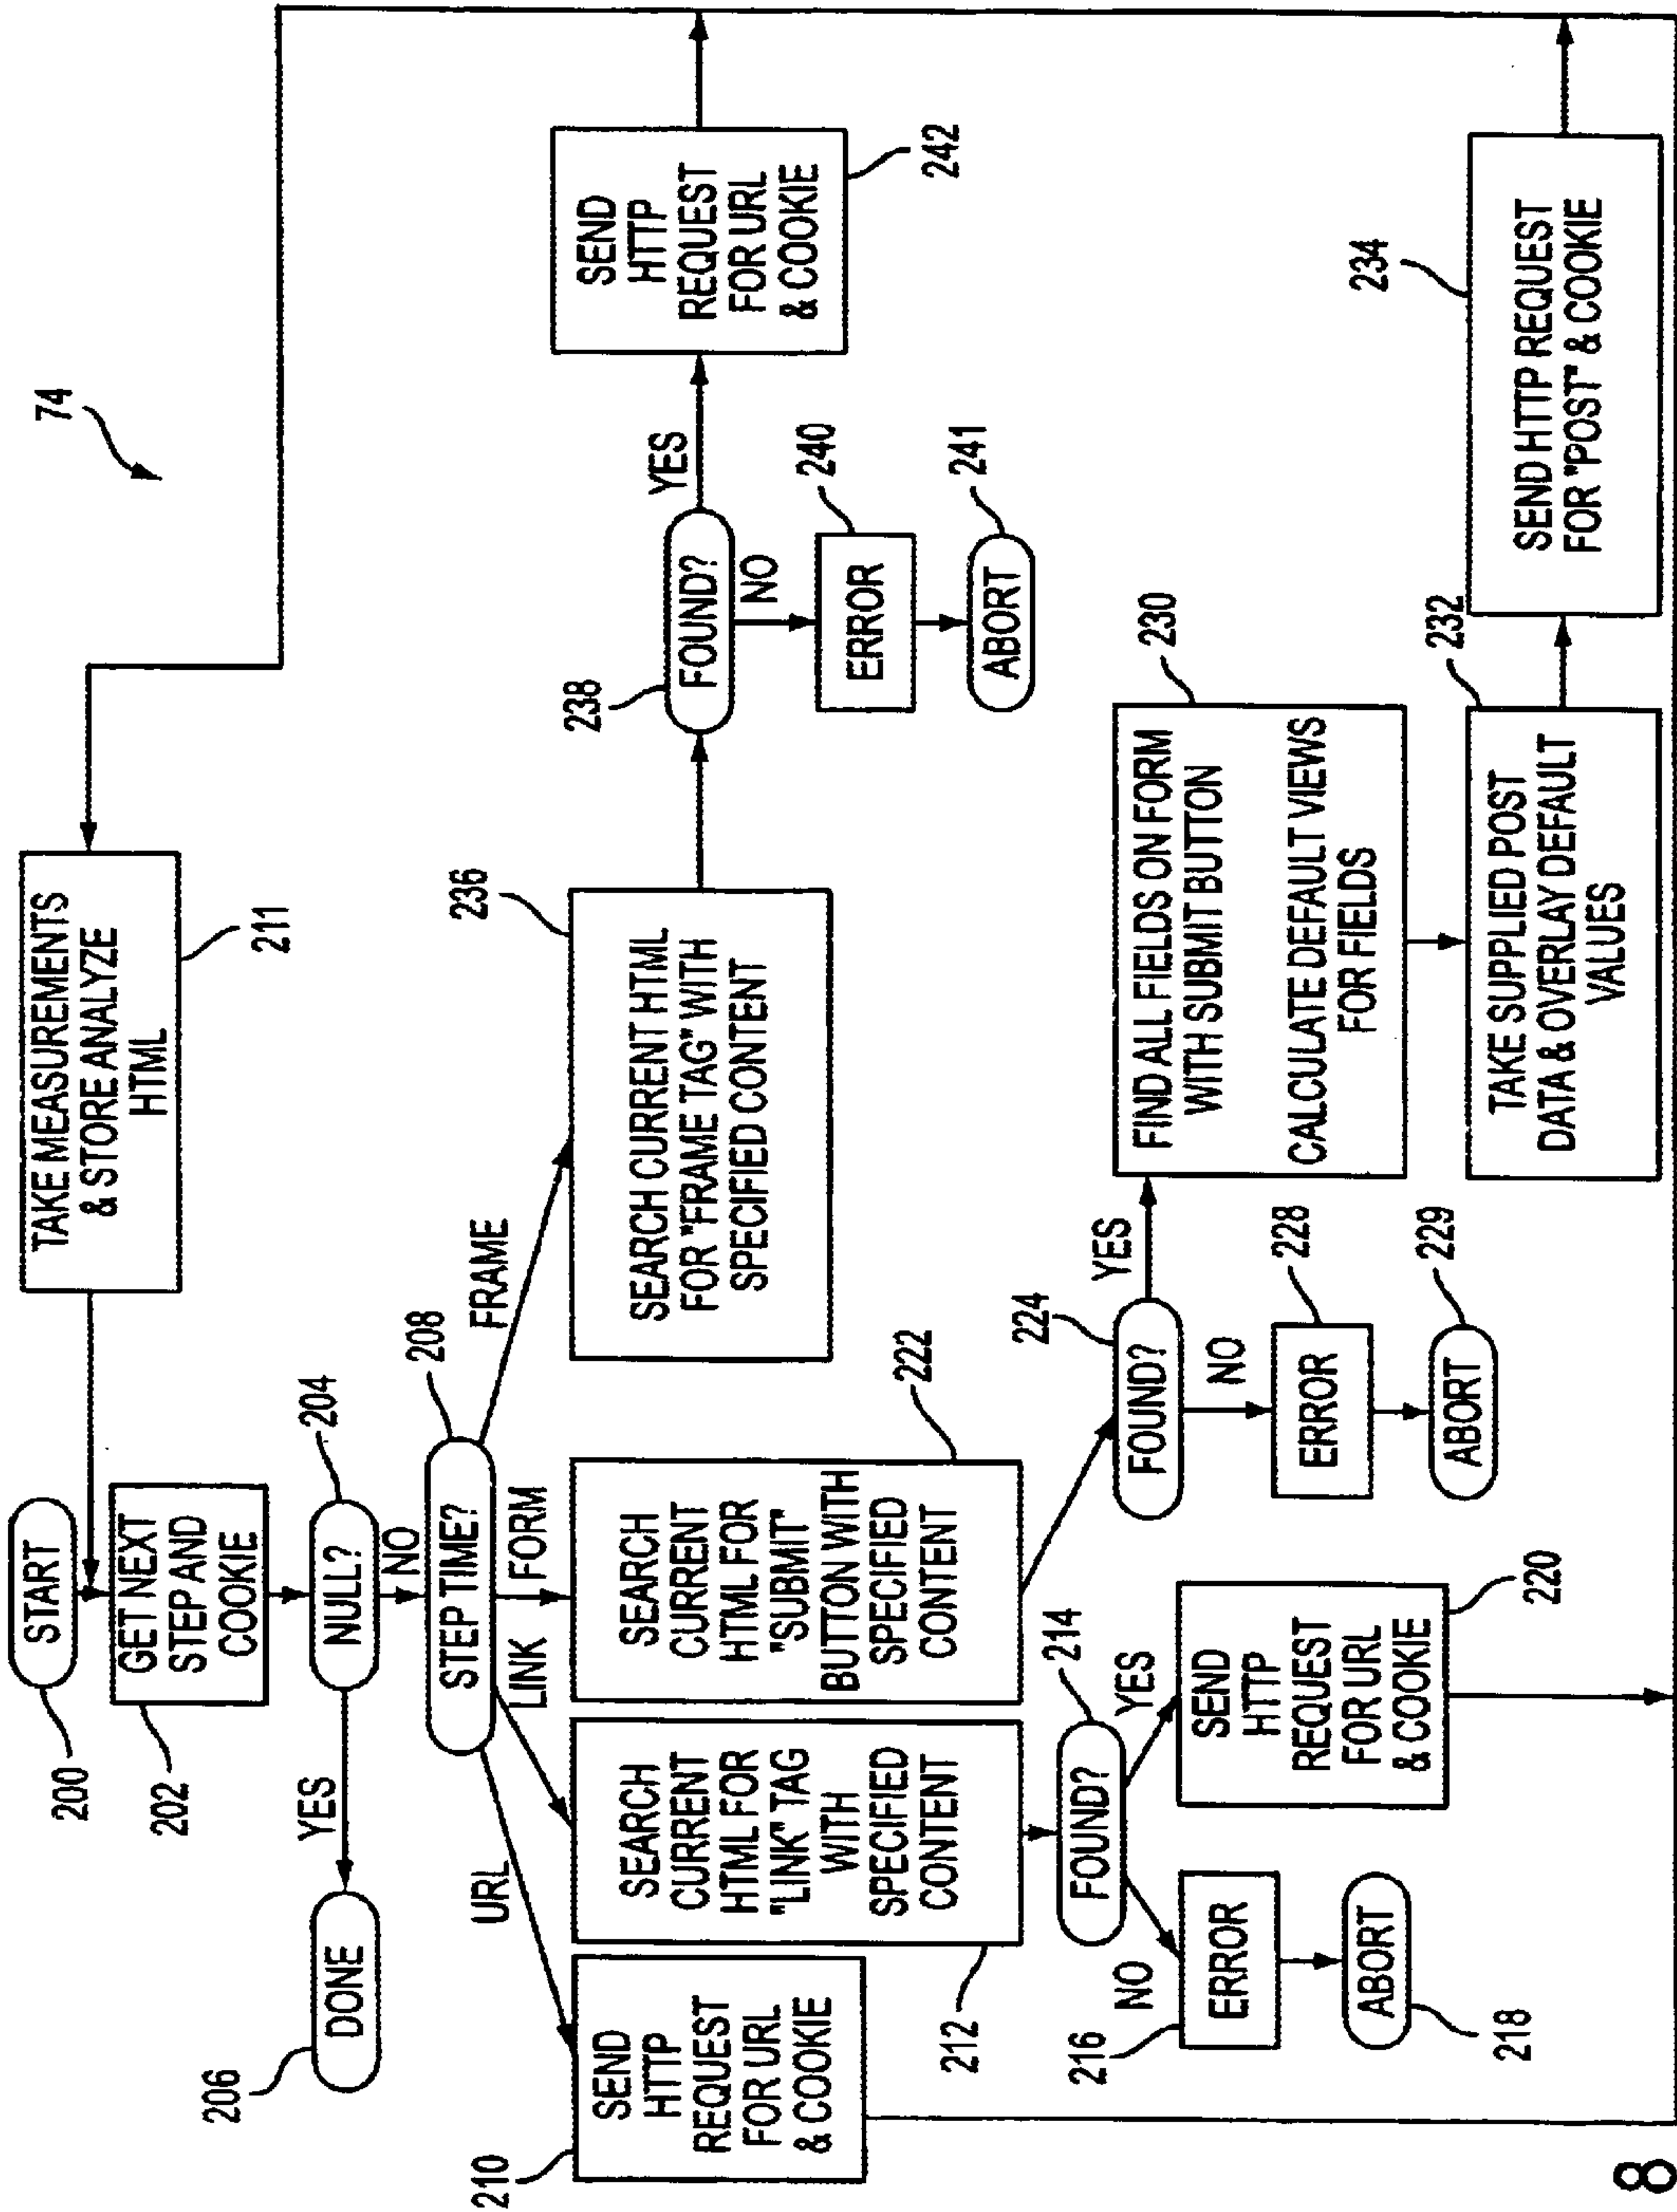 74
START
200
TAKE MEASUREMENTS
& STORE ANALYZE
HTML
211
GET NEXT
STEP AND
COOKIE
202
NULL?
204
YES
NO
DONE
206
STEP TIME?
208
URL
LINK
FORM
FRAME
SEND
HTTP
REQUEST
FOR URL
& COOKIE
210
SEARCH
CURRENT
HTML FOR
"LINK" TAG
WITH
SPECIFIED
CONTENT
212
SEARCH
CURRENT
HTML FOR
"SUBMIT"
BUTTON WITH
SPECIFIED
CONTENT
222
SEARCH CURRENT HTML
FOR "FRAME TAG" WITH
SPECIFIED CONTENT
236
FOUND?
238
YES
NO
SEND
HTTP
REQUEST
FOR URL
& COOKIE
242
ERROR
240
ABORT
241
FOUND?
214
NO
YES
ERROR
216
ABORT
218
SEND
HTTP
REQUEST
FOR URL
& COOKIE
220
FOUND?
224
YES
NO
ERROR
228
ABORT
229
FIND ALL FIELDS ON FORM
WITH SUBMIT BUTTON
CALCULATE DEFAULT VIEWS
FOR FIELDS
230
TAKE SUPPLIED POST
DATA & OVERLAY DEFAULT
VALUES
232
SEND HTTP REQUEST
FOR "POST" & COOKIE
234
8